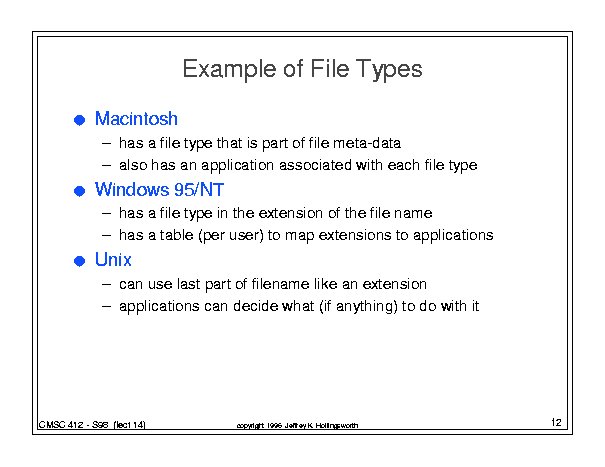 Example of File Types
● Macintosh
– has a file type that is part of file meta-data
– also has an application associated with each file type
● Windows 95/NT
– has a file type in the extension of the file name
– has a table (per user) to map extensions to applications
● Unix
– can use last part of filename like an extension
– applications can decide what (if anything) to do with it
CMSC 412 - S98 (lect 14)
copyright 1996 Jeffrey K. Hollingsworth
12